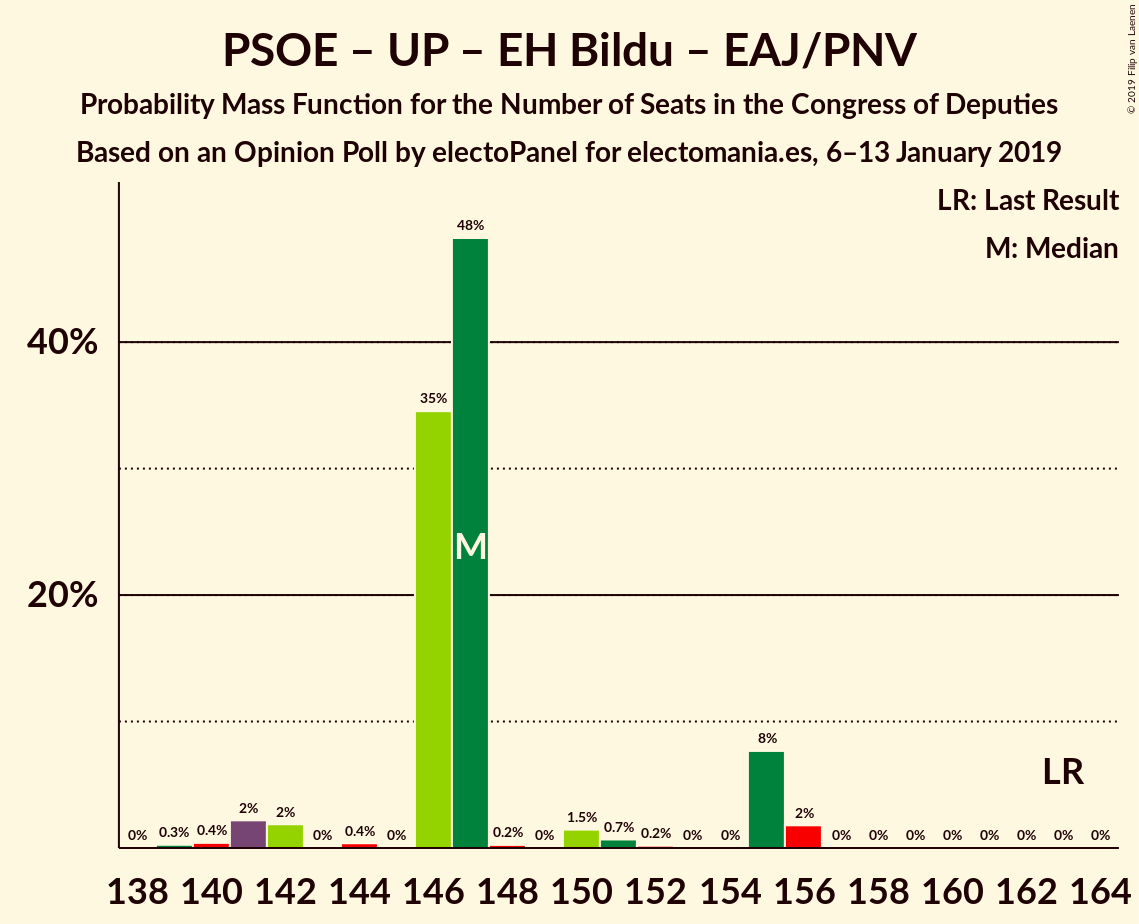 PSOE – UP – EH Bildu – EAJ/PNV
Probability Mass Function for the Number of Seats in the Congress of Deputies
Based on an Opinion Poll by electoPanel for electomania.es, 6–13 January 2019
© 2019 Filip van Laenen
LR: Last Result
M: Median
40%
20%
0% 0.3% 0.4% 2% 2% 0% 0.4% 0% 35% 48% 0.2% 0% 1.5% 0.7% 0.2% 0% 0% 8% 2% 0% 0% 0% 0% 0% 0% 0% 0%
M
LR
138 140 142 144 146 148 150 152 154 156 158 160 162 164